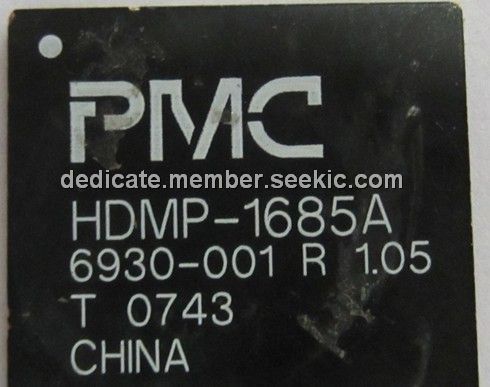 PMC
dedicate.member.seekic.com
HDMP-1685A
6930-001 R 1.05
T 0743
CHINA